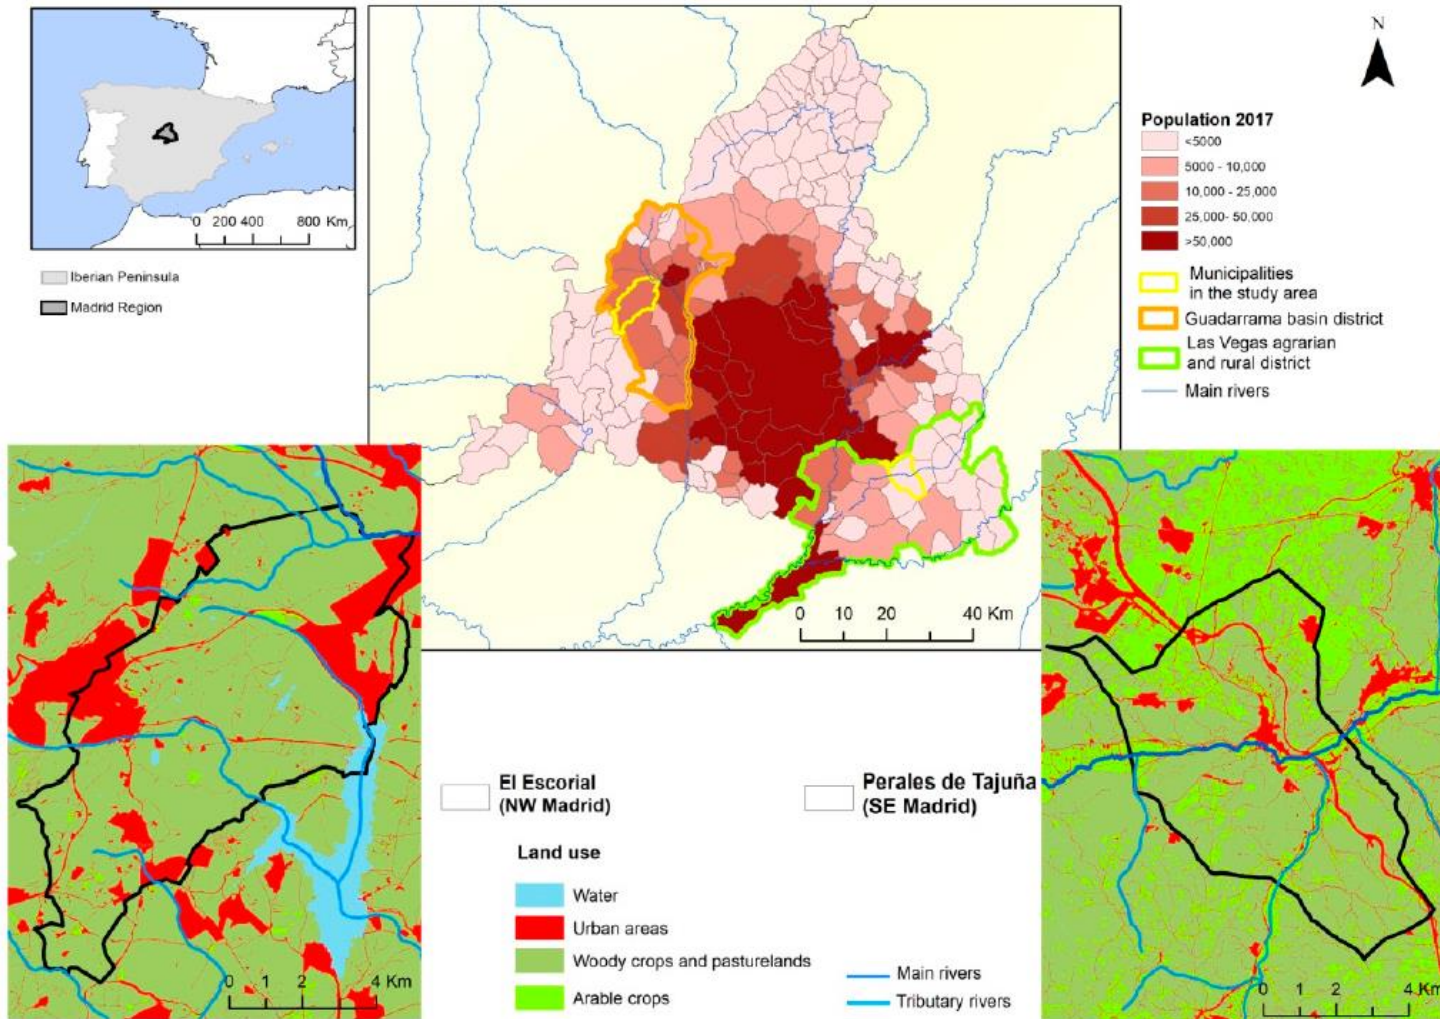 N
0 200 400 800 Km
Iberian Peninsula
Madrid Region
Population 2017
<5000
5000 - 10,000
10,000 - 25,000
25,000- 50,000
>50,000
Municipalities
in the study area
Guadarrama basin district
Las Vegas agrarian
and rural district
Main rivers
0 10 20 40 Km
El Escorial
(NW Madrid)
Perales de Tajuña
(SE Madrid)
Land use
Water
Urban areas
Woody crops and pasturelands
Arable crops
Main rivers
Tributary rivers
0 1 2 4 Km
0 1 2 4 Km